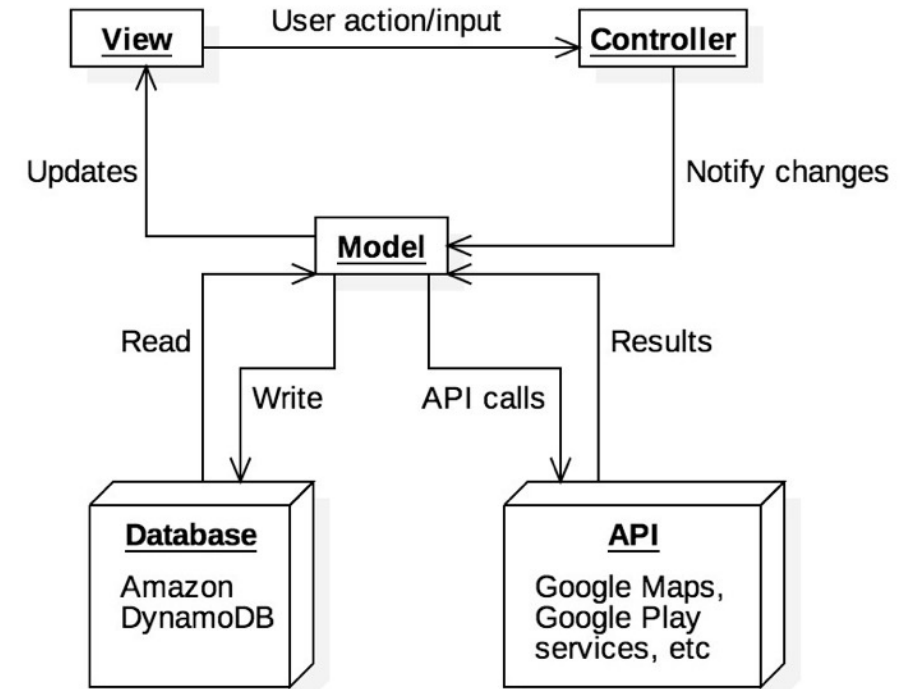 User action/input
View
Controller
Updates
Notify changes
Model
Read
Results
Write
API calls
Database
Amazon
DynamoDB
API
Google Maps,
Google Play
services, etc